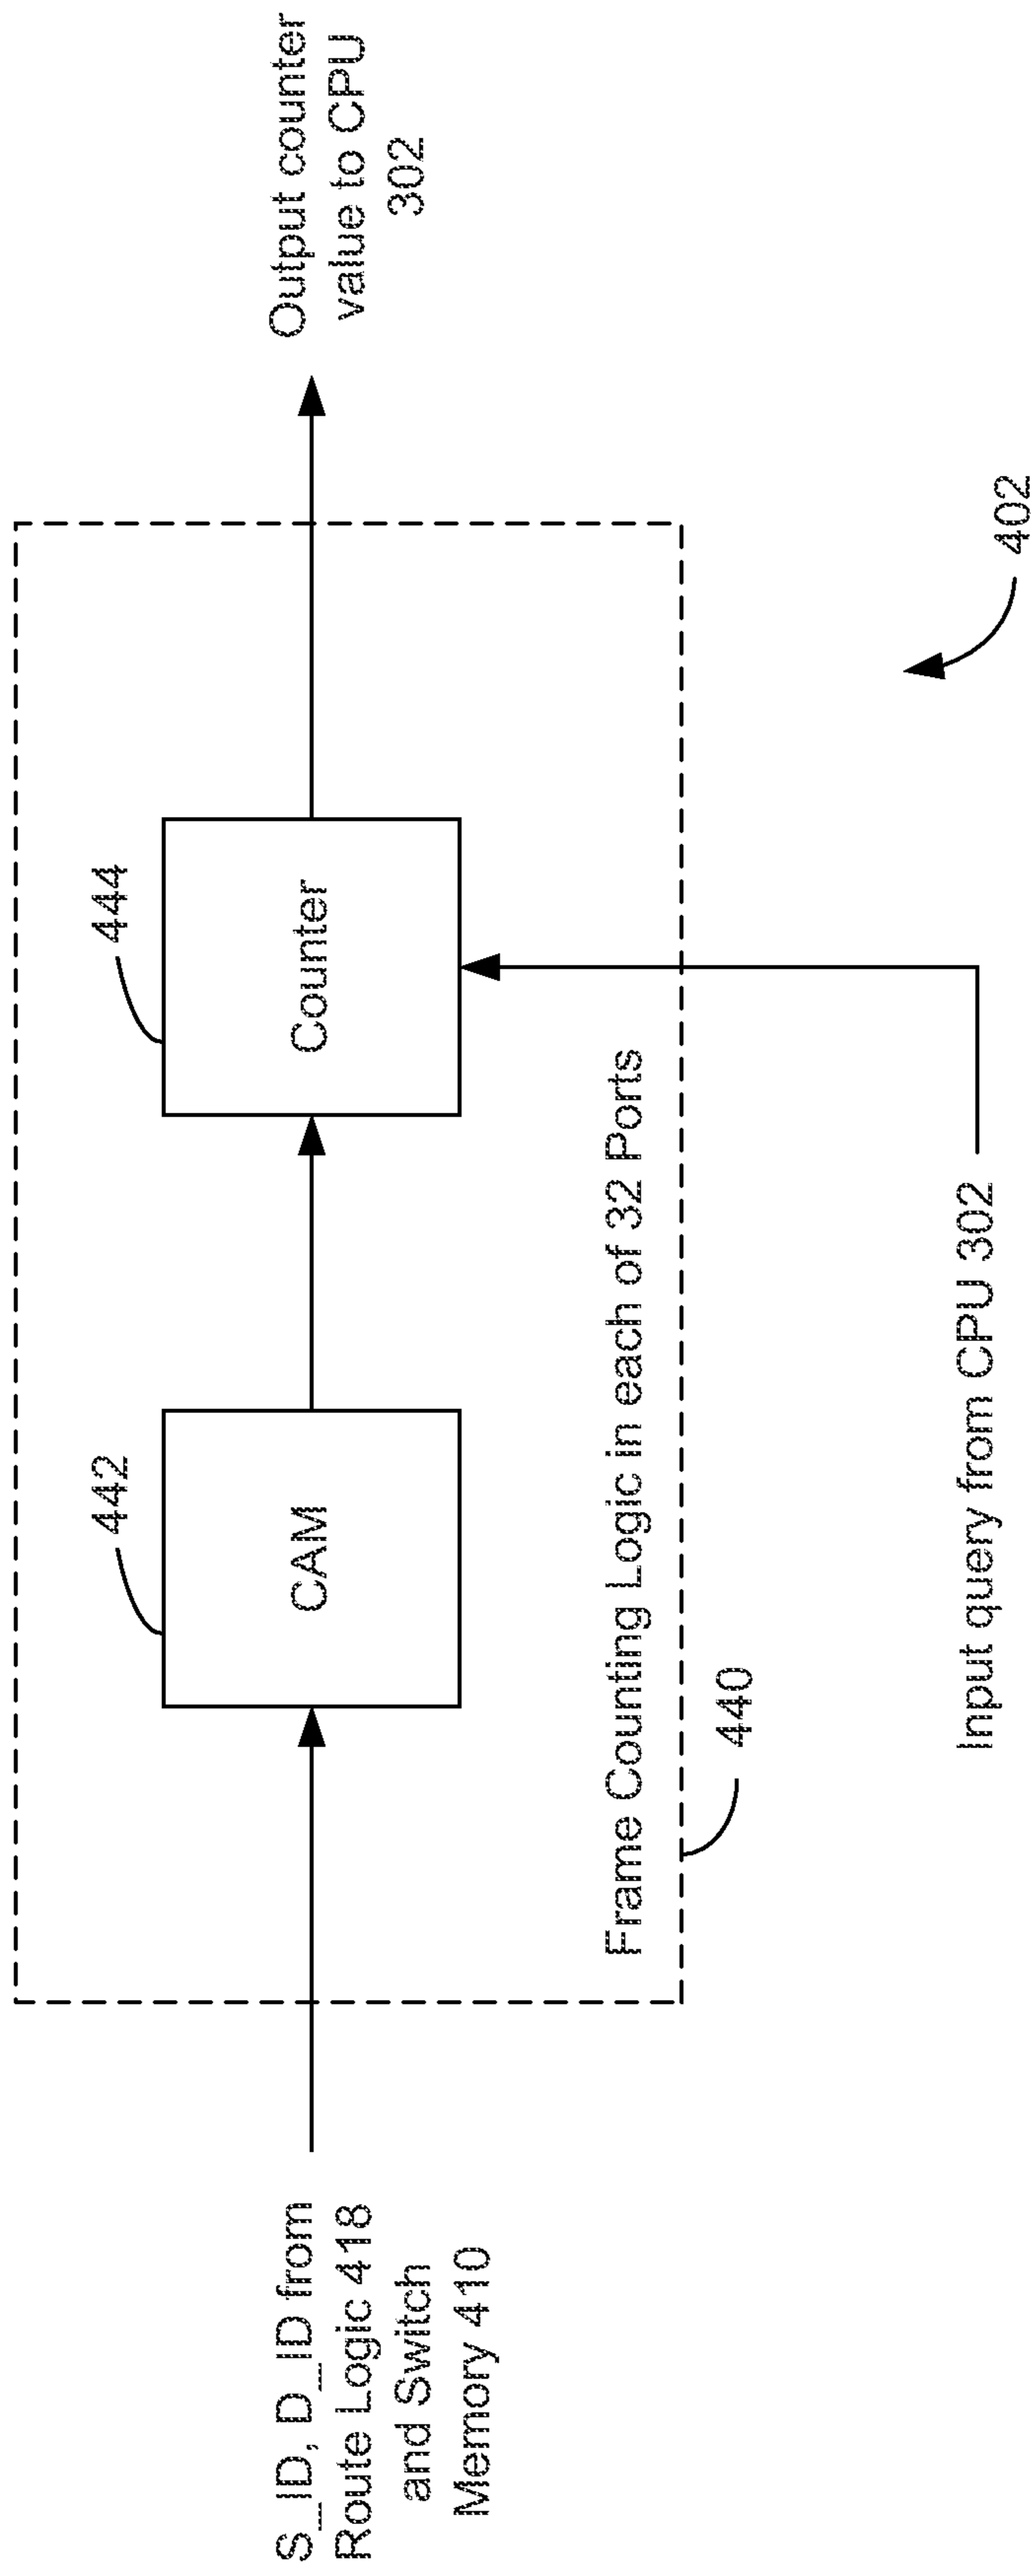 S_ID, D_ID from
Route Logic 418
and Switch
Memory 410
442
CAM
444
Counter
Output counter
value to CPU
302
Frame Counting Logic in each of 32 Ports
440
Input query from CPU 302
402